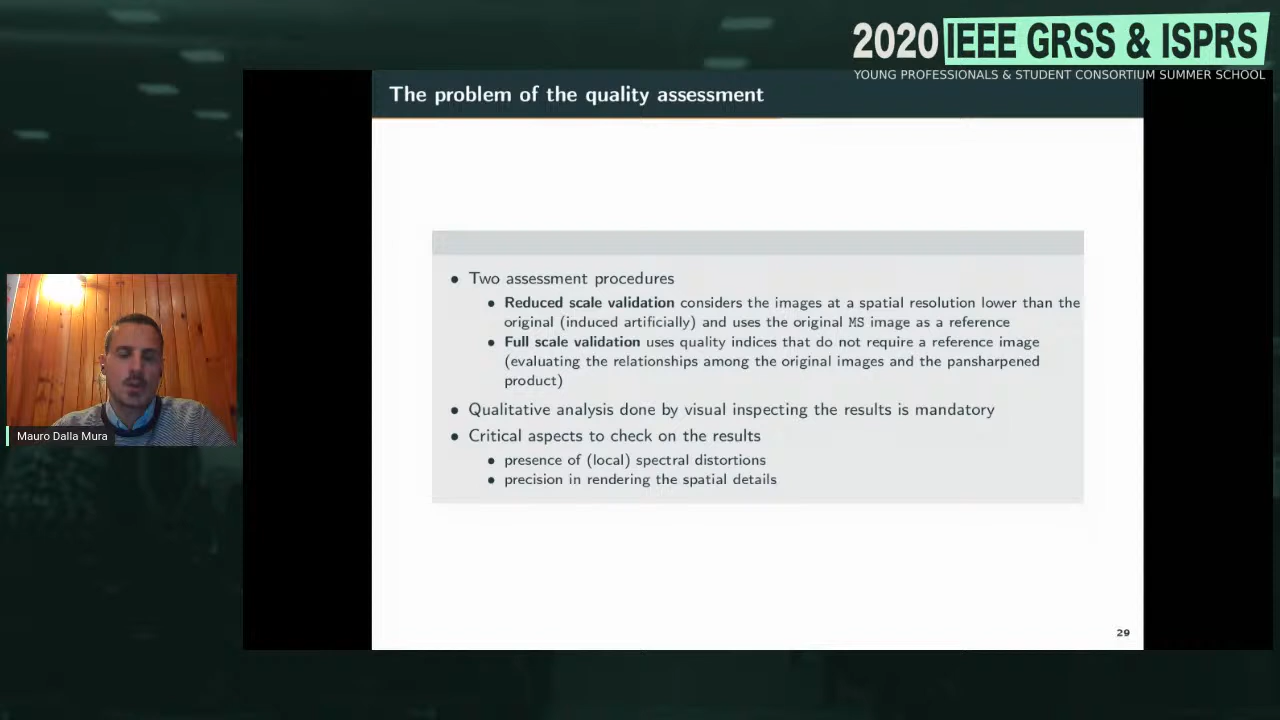 2020 IEEE GRSS & ISPRS
YOUNG PROFESSIONALS & STUDENT CONSORTIUM SUMMER SCHOOL
The problem of the quality assessment
• Two assessment procedures
• Reduced scale validation considers the images at a spatial resolution lower than the
original (induced artificially) and uses the original MS image as a reference
• Full scale validation uses quality indices that do not require a reference image
(evaluating the relationships among the original images and the pansharpened
product)
• Qualitative analysis done by visual inspecting the results is mandatory
• Critical aspects to check on the results
• presence of (local) spectral distortions
• precision in rendering the spatial details
Mauro Dalla Mura
29